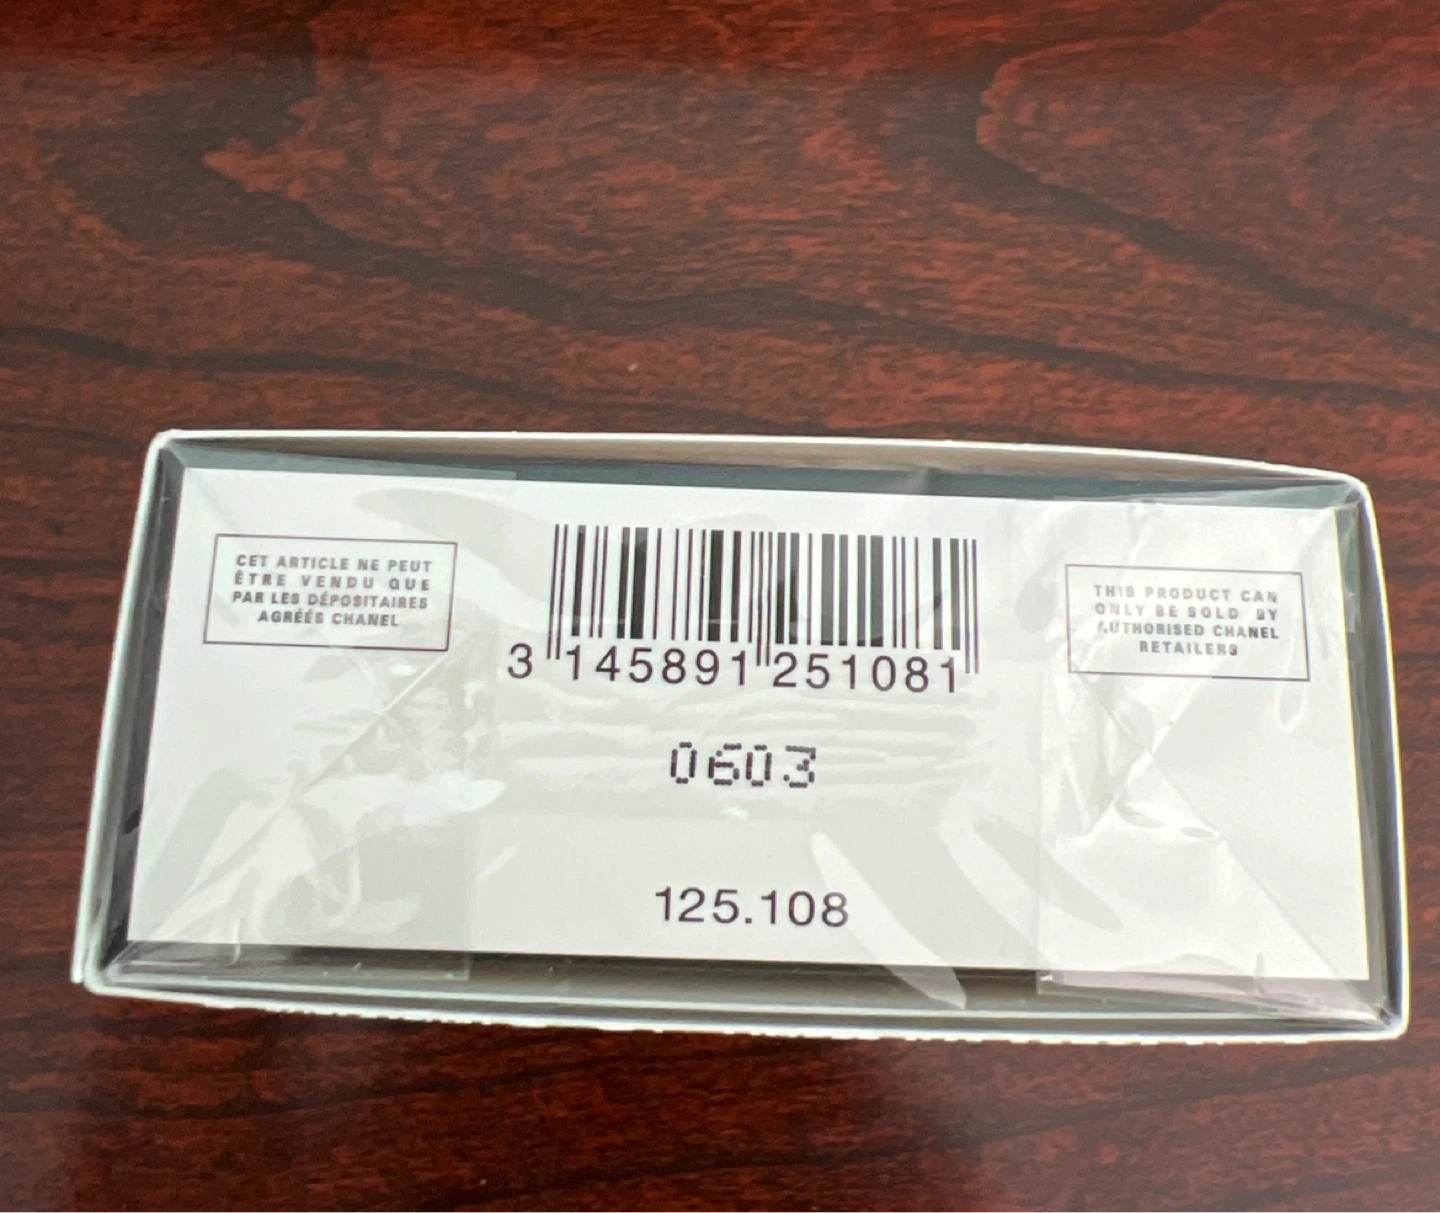 CET ARTICLE NE PEUT
ÊTRE VENDU QUE
PAR LES DÉPOSITAIRES
AGRÉÉS CHANEL
3 145891 251081
THIS PRODUCT CAN
ONLY BE SOLD BY
AUTHORISED CHANEL
RETAILERS
0603
125.108